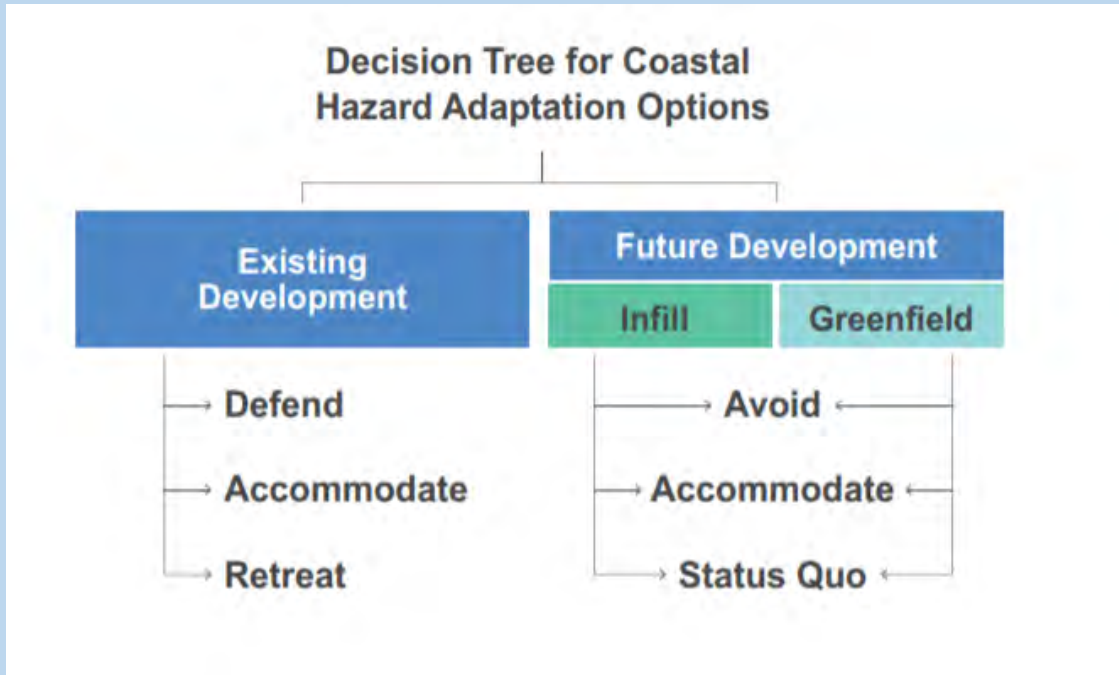 Decision Tree for Coastal
Hazard Adaptation Options
Existing
Development
Future Development
Infill
Greenfield
Defend
Accommodate
Retreat
Avoid
Accommodate
Status Quo